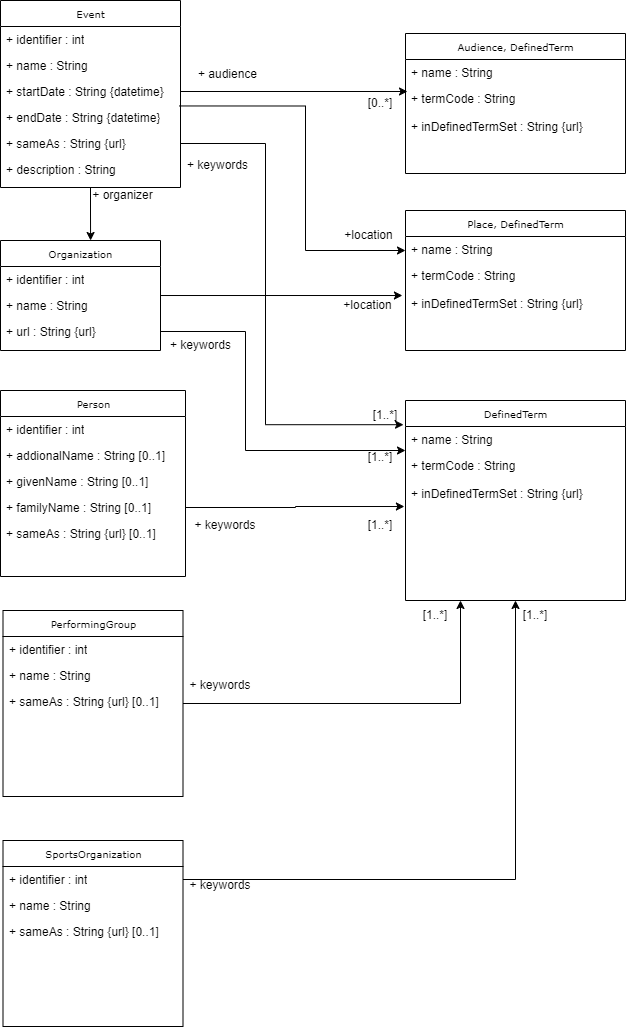 Event
+ identifier : int
+ name : String
+ startDate : String {datetime}
+ endDate : String {datetime}
+ sameAs : String {url}
+ description : String
+ audience
[0..*]
Audience, DefinedTerm
+ name : String
+ termCode : String
+ inDefinedTermSet : String {url}
+ keywords
+ organizer
+location
Place, DefinedTerm
+ name : String
+ termCode : String
+ inDefinedTermSet : String {url}
Organization
+ identifier : int
+ name : String
+ url : String {url}
+location
+ keywords
Person
+ identifier : int
+ addionalName : String [0..1]
+ givenName : String [0..1]
+ familyName : String [0..1]
+ sameAs : String {url} [0..1]
[1..*]
[1..*]
+ keywords
[1..*]
DefinedTerm
+ name : String
+ termCode : String
+ inDefinedTermSet : String {url}
[1..*]
[1..*]
PerformingGroup
+ identifier : int
+ name : String
+ sameAs : String {url} [0..1]
+ keywords
SportsOrganization
+ identifier : int
+ name : String
+ sameAs : String {url} [0..1]
+ keywords